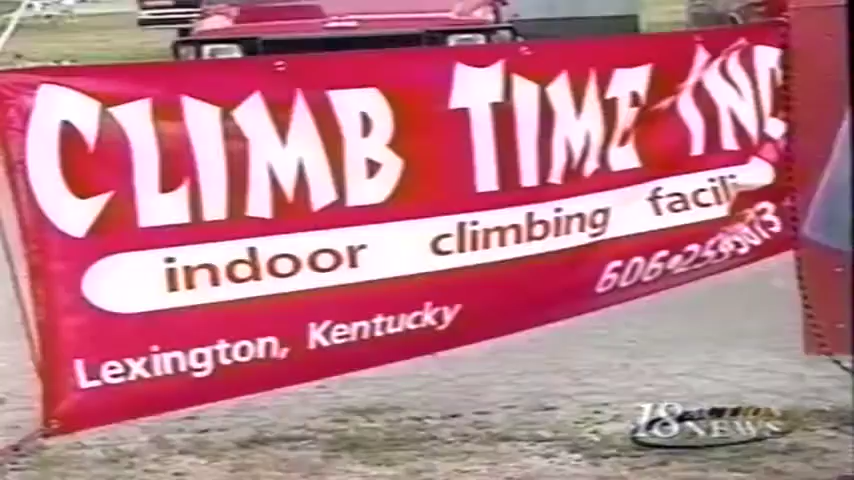 CLIMB TIME INC
indoor climbing facili
Lexington, Kentucky
606
18
NEWS